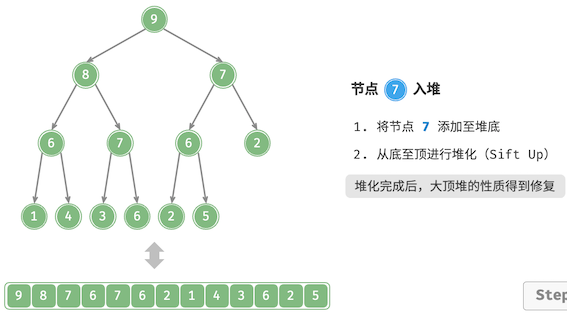 9
8 7
6 7 6 2
1 4 3 6 2 5
9 8 7 6 7 6 2 1 4 3 6 2 5
节点 7 入堆
1. 将节点 7 添加至堆底
2. 从底至顶进行堆化（Sift Up）
堆化完成后，大顶堆的性质得到修复
Step